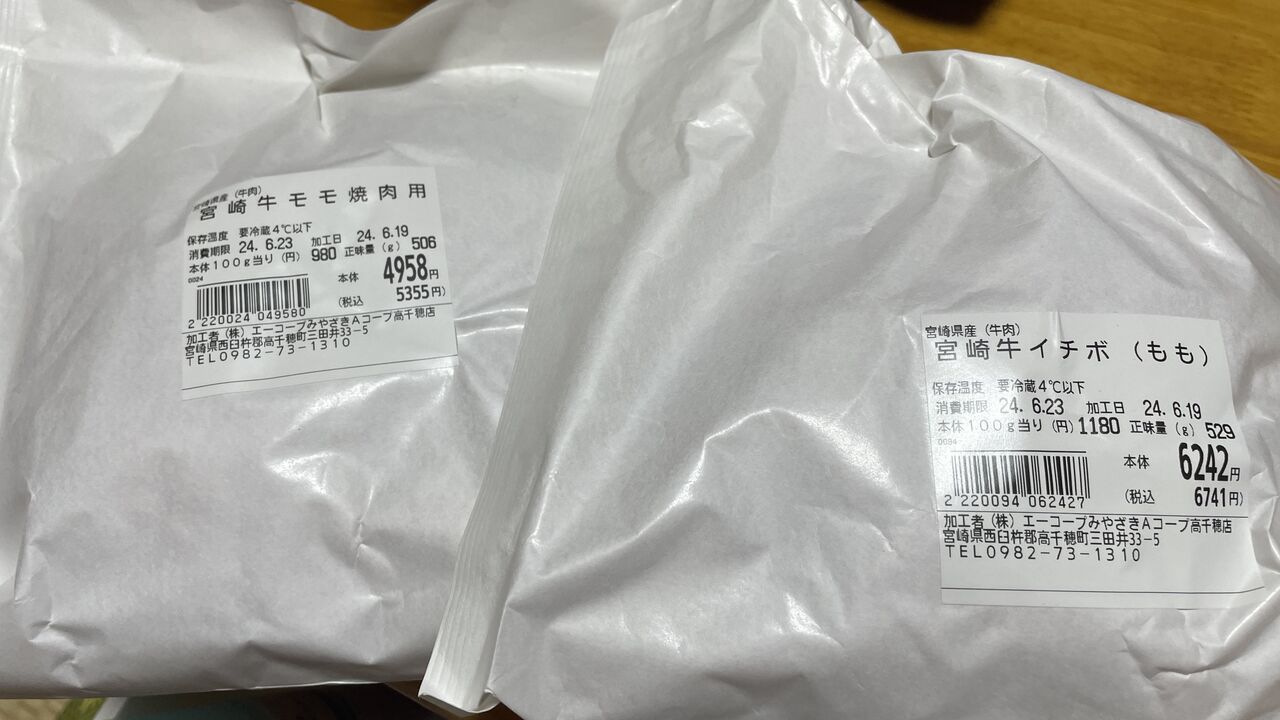 宮崎県産（牛肉）
宮崎牛モモ焼肉用
保存温度 要冷蔵4℃以下
消費期限 24. 6.23 加工日 24. 6.19
本体100g当り（円） 980 正味量（g） 506
0024
本体 4958円
（税込 5355円）
2 220024 049580
加工者（株）エーコープみやざきAコープ高千穂店
宮崎県西臼杵郡高千穂町三田井33-5
TEL0982-73-1310
宮崎県産（牛肉）
宮崎牛イチボ（もも）
保存温度 要冷蔵4℃以下
消費期限 24. 6.23 加工日 24. 6.19
本体100g当り（円） 1180 正味量（g） 529
0094
本体 6242円
（税込 6741円）
2 220094 062427
加工者（株）エーコープみやざきAコープ高千穂店
宮崎県西臼杵郡高千穂町三田井33-5
TEL0982-73-1310